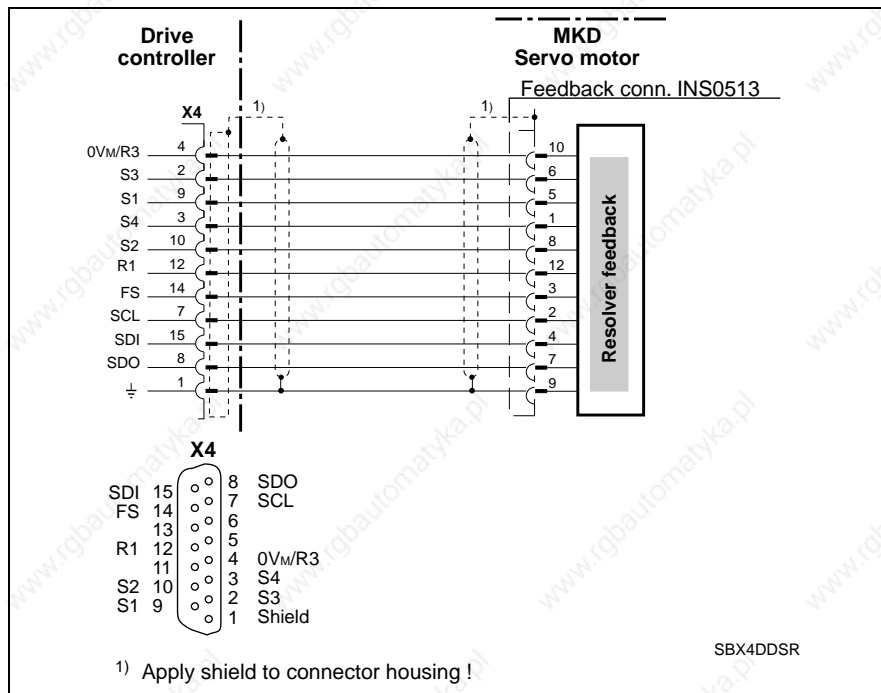 Drive
controller
MKD
Servo motor
Feedback conn. INS0513
X4
1)
1)
0VM/R3 4 10
S3 2 6
S1 9 5
S4 3 1
S2 10 8
R1 12 12
FS 14 3
SCL 7 2
SDI 15 4
SDO 8 7
1 9
Resolver feedback
X4
8 SDO
SDI 15
7 SCL
FS 14
6
13
5
R1 12
4 0VM/R3
11
3 S4
S2 10
2 S3
S1 9
1 Shield
SBX4DDSR
1) Apply shield to connector housing !
www.rgbautomatyka.pl